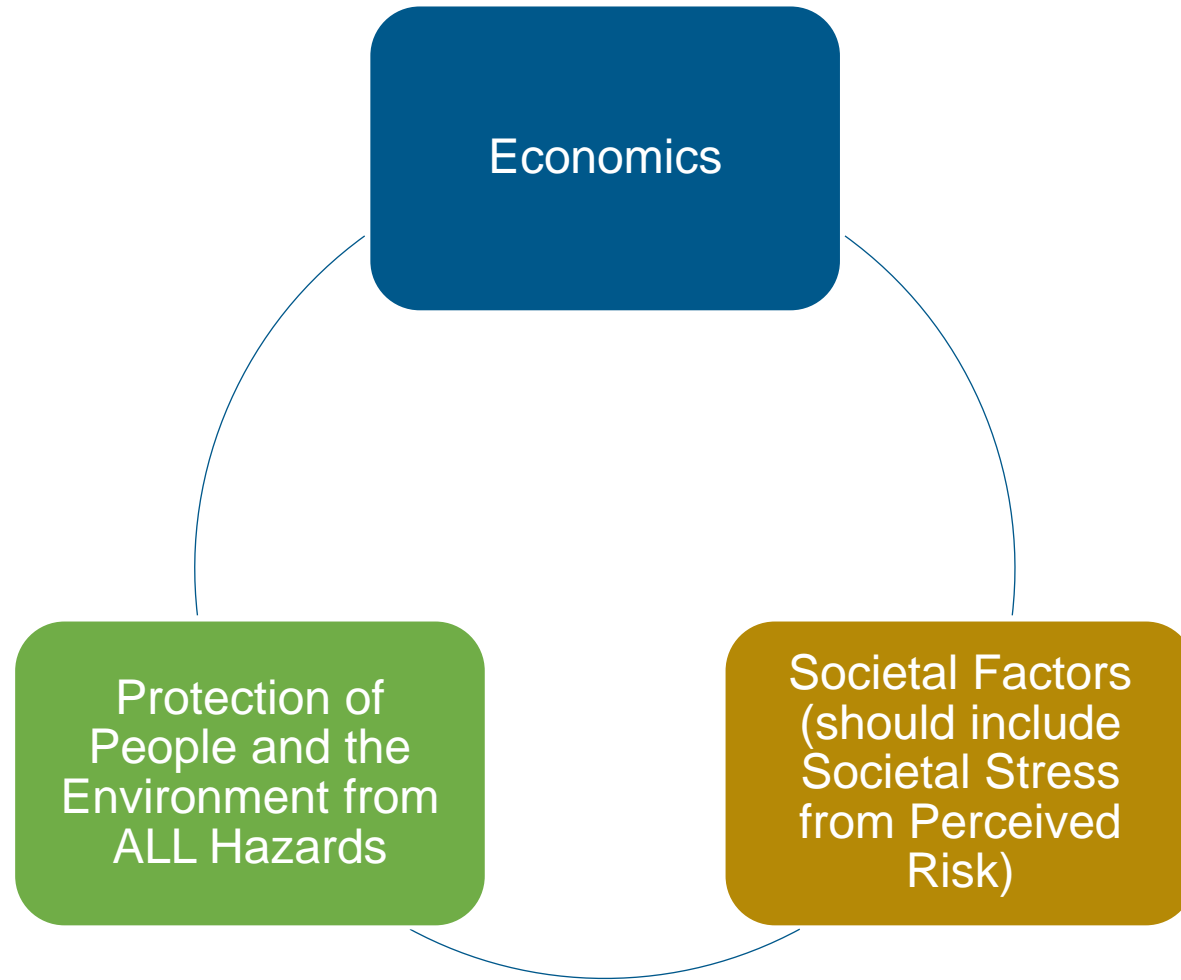 Economics
Protection of
People and the
Environment from
ALL Hazards
Societal Factors
(should include
Societal Stress
from Perceived
Risk)